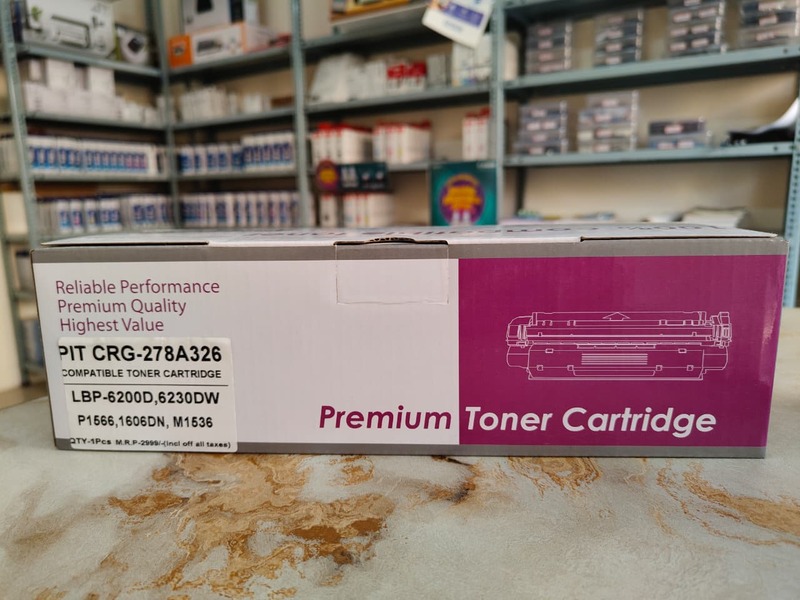 Reliable Performance
Premium Quality
Highest Value
PIT CRG-278A326
COMPATIBLE TONER CARTRIDGE
LBP-6200D,6230DW
P1566,1606DN, M1536
QTY-1Pcs M.R.P-2999/-(incl off all taxes)
Premium Toner Cartridge